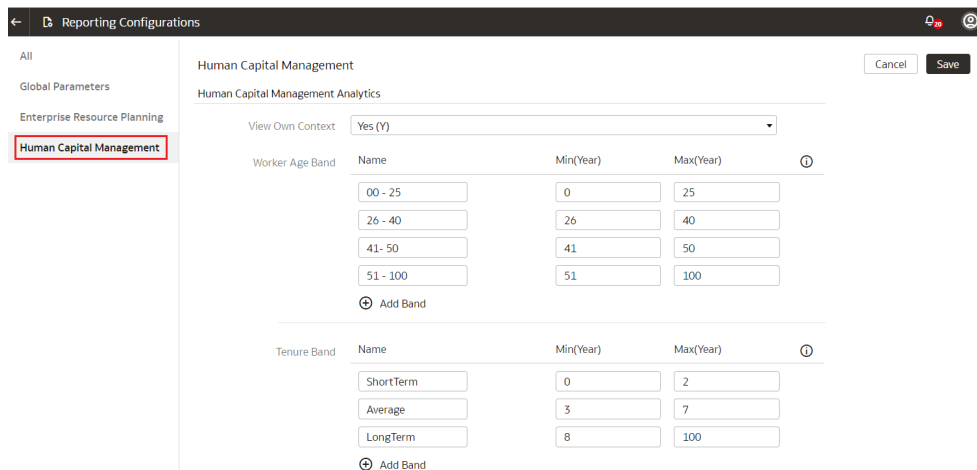 Reporting Configurations
20
All
Global Parameters
Enterprise Resource Planning
Human Capital Management
Human Capital Management
Cancel
Save
Human Capital Management Analytics
View Own Context Yes (Y)
Worker Age Band Name Min(Year) Max(Year)
00 - 25 0 25
26 - 40 26 40
41- 50 41 50
51 - 100 51 100
Add Band
Tenure Band Name Min(Year) Max(Year)
ShortTerm 0 2
Average 3 7
LongTerm 8 100
Add Band